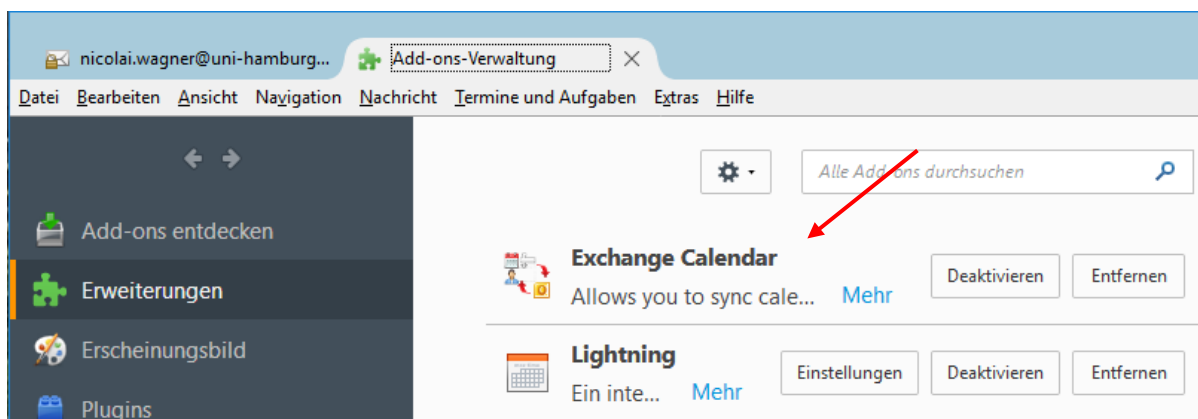 nicolai.wagner@uni-hamburg... Add-ons-Verwaltung
Datei Bearbeiten Ansicht Navigation Nachricht Termine und Aufgaben Extras Hilfe
Alle Add-ons durchsuchen
Add-ons entdecken
Erweiterungen
Erscheinungsbild
Plugins
Exchange Calendar
Allows you to sync cale... Mehr
Deaktivieren Entfernen
Lightning
Ein inte... Mehr
Einstellungen Deaktivieren Entfernen